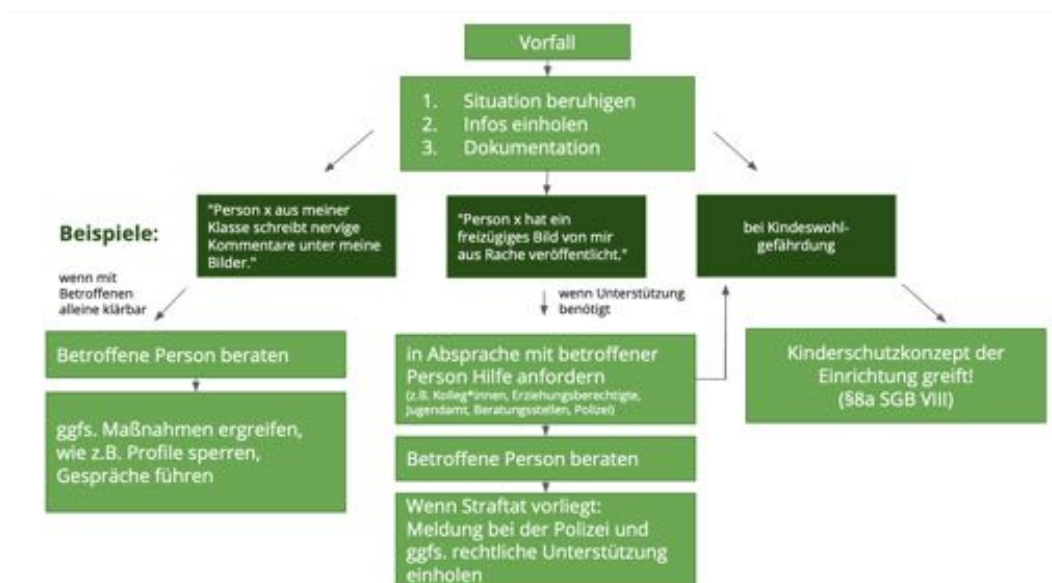 Vorfall
1. Situation beruhigen
2. Infos einholen
3. Dokumentation
Beispiele:
"Person x aus meiner
Klasse schreibt nervige
Kommentare unter meine
Bilder."
"Person x hat ein
freizügiges Bild von mir
aus Rache veröffentlicht."
bei Kindeswohl-
gefährdung
wenn mit
Betroffenen
alleine klärbar
wenn Unterstützung
benötigt
Betroffene Person beraten
ggfs. Maßnahmen ergreifen,
wie z.B. Profile sperren,
Gespräche führen
in Absprache mit betroffener
Person Hilfe anfordern
(z.B. Kolleg*innen, Erziehungsberechtigte,
Jugendamt, Beratungsstellen, Polizei)
Betroffene Person beraten
Wenn Straftat vorliegt:
Meldung bei der Polizei und
ggfs. rechtliche Unterstützung
einholen
Kinderschutzkonzept der
Einrichtung greift!
(§8a SGB VIII)